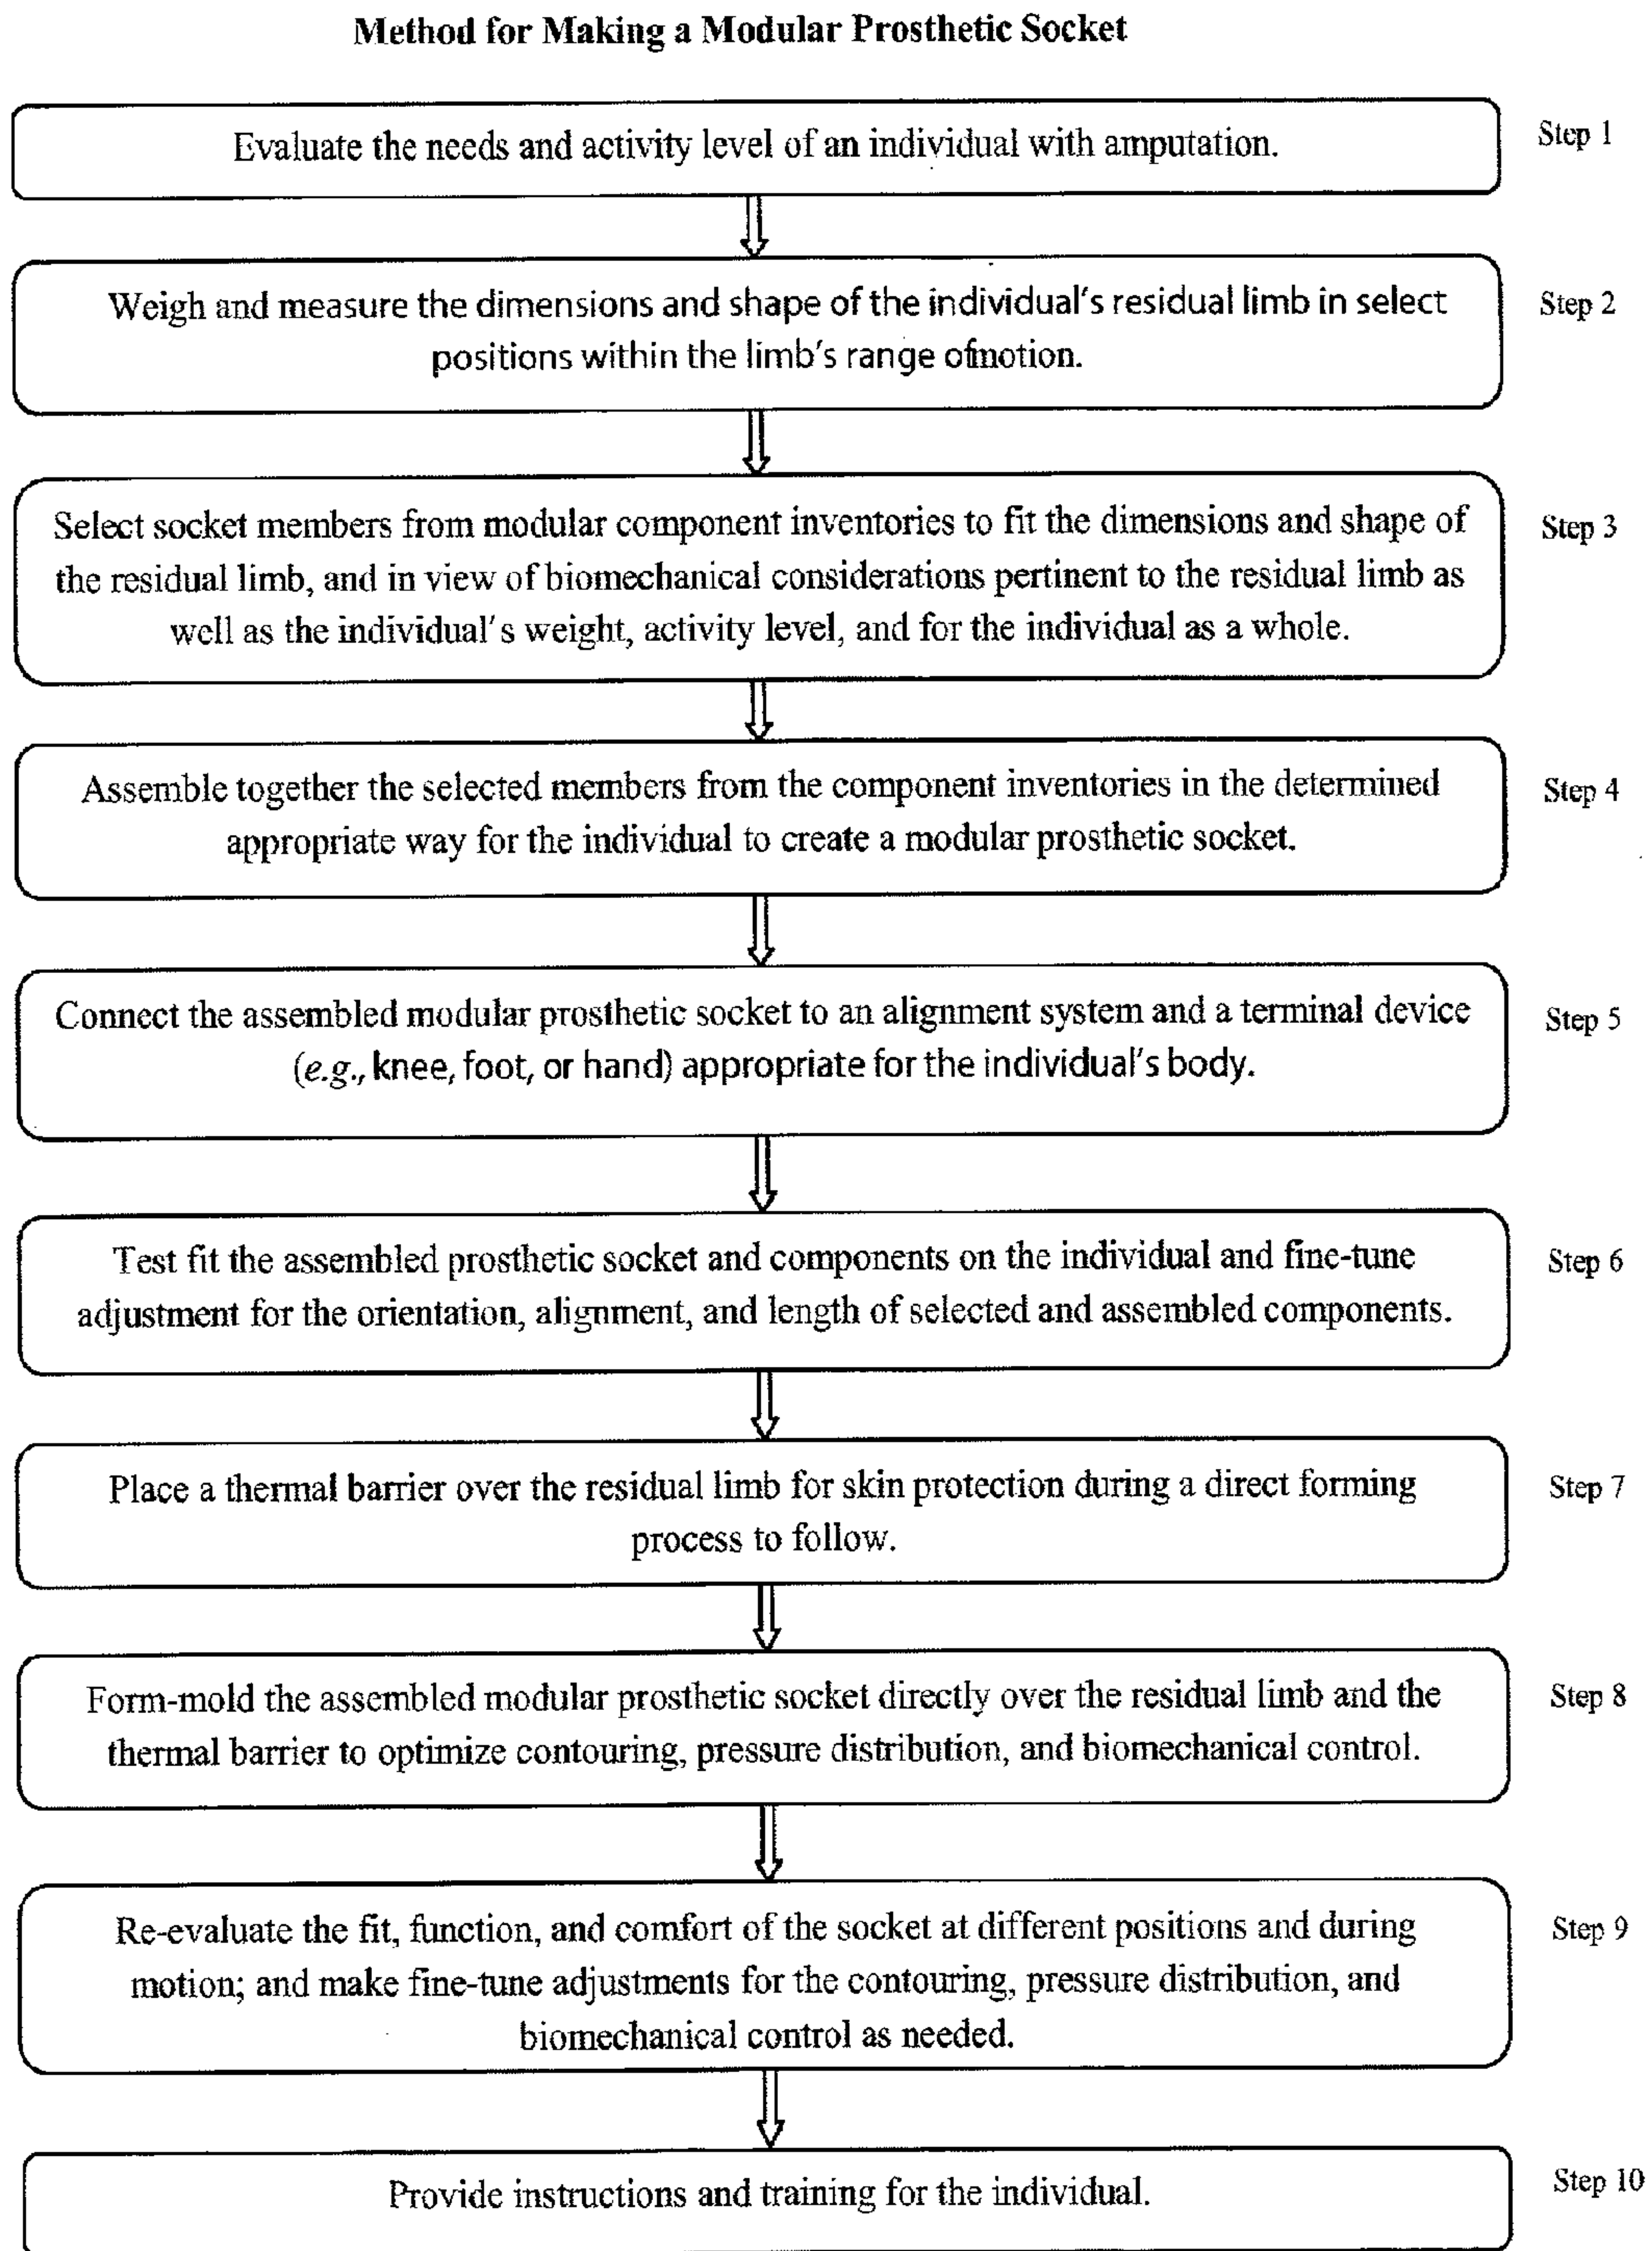 Method for Making a Modular Prosthetic Socket
Evaluate the needs and activity level of an individual with amputation.
Step 1
Weigh and measure the dimensions and shape of the individual's residual limb in select
positions within the limb's range ofmotion.
Step 2
Select socket members from modular component inventories to fit the dimensions and shape of
the residual limb, and in view of biomechanical considerations pertinent to the residual limb as
well as the individual's weight, activity level, and for the individual as a whole.
Step 3
Assemble together the selected members from the component inventories in the determined
appropriate way for the individual to create a modular prosthetic socket.
Step 4
Connect the assembled modular prosthetic socket to an alignment system and a terminal device
(e.g., knee, foot, or hand) appropriate for the individual's body.
Step 5
Test fit the assembled prosthetic socket and components on the individual and fine-tune
adjustment for the orientation, alignment, and length of selected and assembled components.
Step 6
Place a thermal barrier over the residual limb for skin protection during a direct forming
process to follow.
Step 7
Form-mold the assembled modular prosthetic socket directly over the residual limb and the
thermal barrier to optimize contouring, pressure distribution, and biomechanical control.
Step 8
Re-evaluate the fit, function, and comfort of the socket at different positions and during
motion; and make fine-tune adjustments for the contouring, pressure distribution, and
biomechanical control as needed.
Step 9
Provide instructions and training for the individual.
Step 10